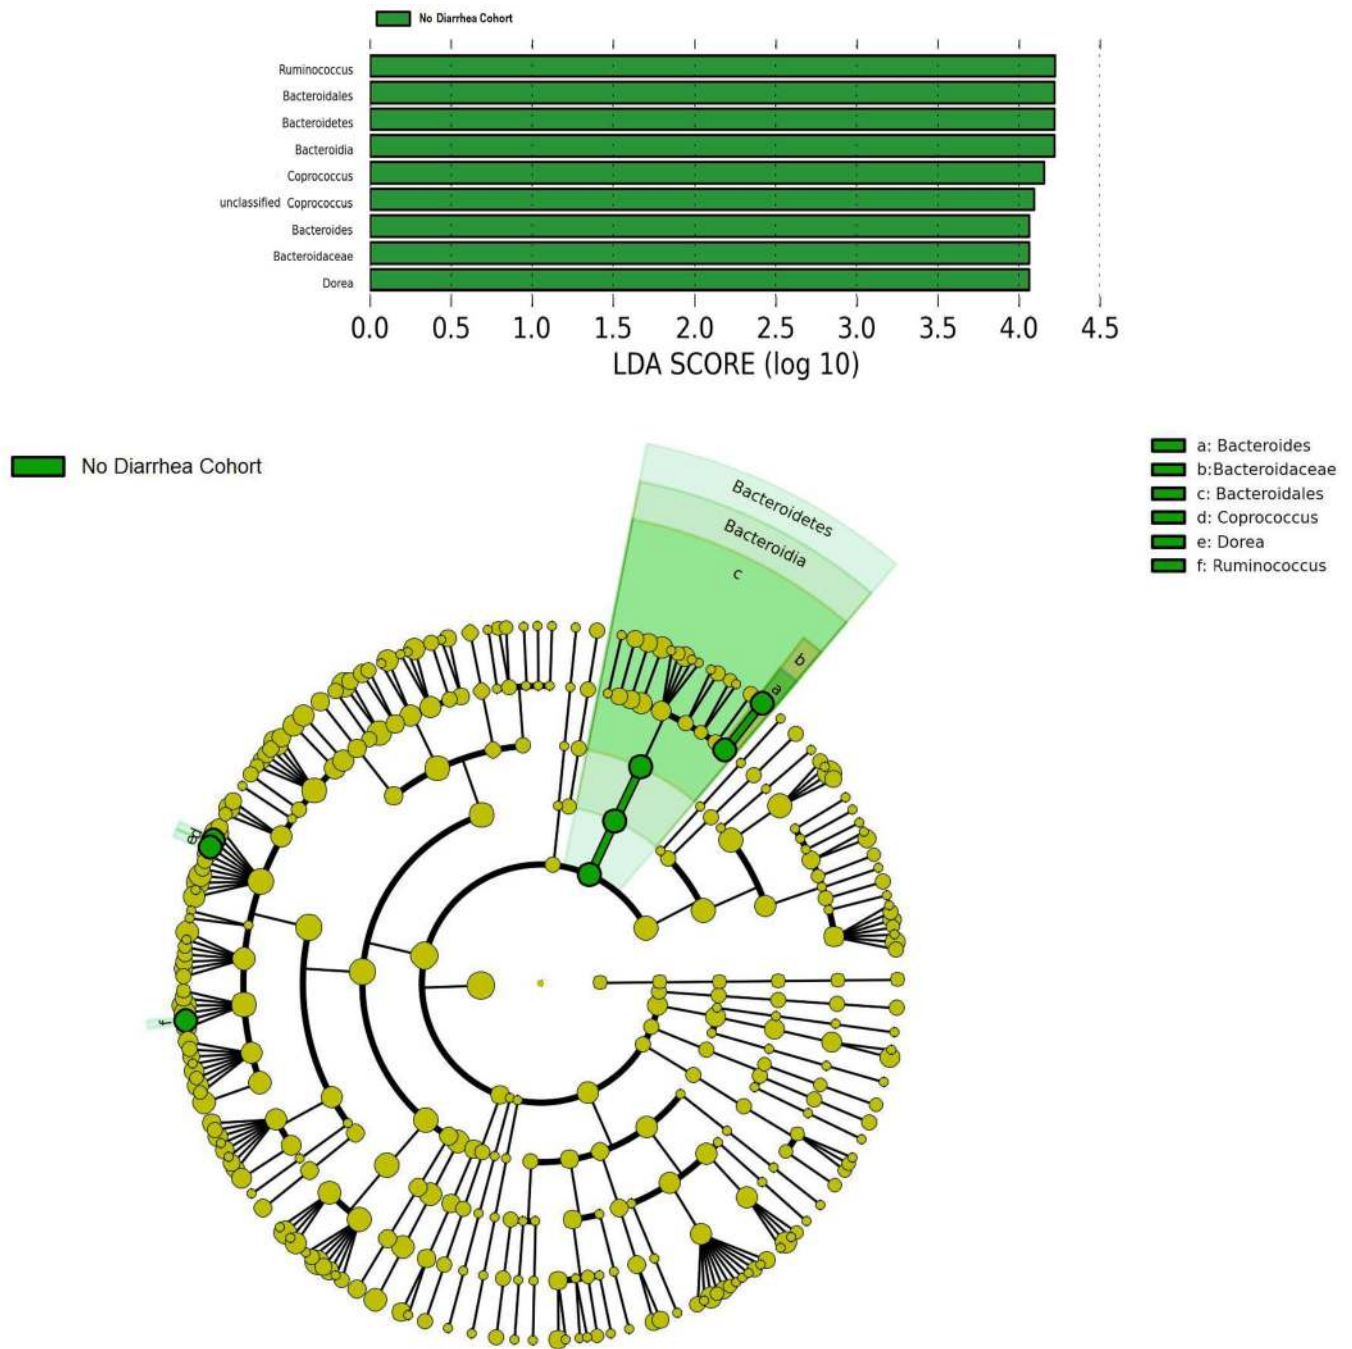 No Diarrhea Cohort
Ruminococcus
Bacteroidales
Bacteroidetes
Bacteroidia
Coprococcus
unclassified Coprococcus
Bacteroides
Bacteroidaceae
Dorea
0.0 0.5 1.0 1.5 2.0 2.5 3.0 3.5 4.0 4.5
LDA SCORE (log 10)
No Diarrhea Cohort
a: Bacteroides
b:Bacteroidaceae
c: Bacteroidales
d: Coprococcus
e: Dorea
f: Ruminococcus
Bacteroidetes
Bacteroidia
c
b
a
e
d
f